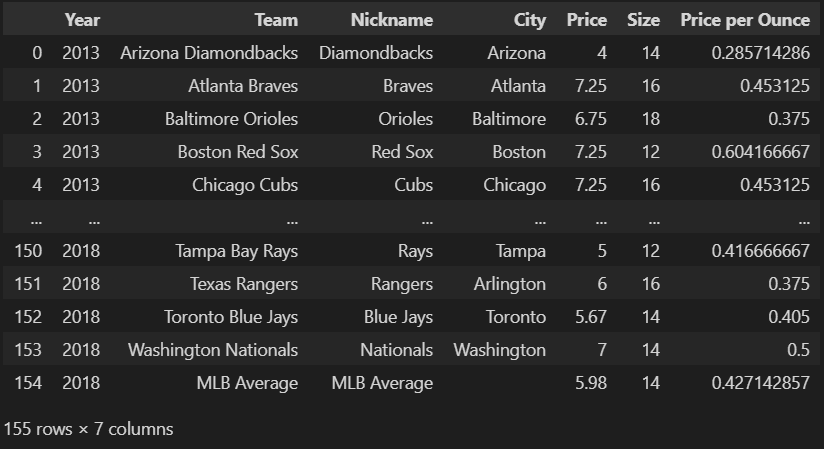 Year Team Nickname City Price Size Price per Ounce
0 2013 Arizona Diamondbacks Diamondbacks Arizona 4 14 0.285714286
1 2013 Atlanta Braves Braves Atlanta 7.25 16 0.453125
2 2013 Baltimore Orioles Orioles Baltimore 6.75 18 0.375
3 2013 Boston Red Sox Red Sox Boston 7.25 12 0.604166667
4 2013 Chicago Cubs Cubs Chicago 7.25 16 0.453125
... ... ... ... ... ... ... ...
150 2018 Tampa Bay Rays Rays Tampa 5 12 0.416666667
151 2018 Texas Rangers Rangers Arlington 6 16 0.375
152 2018 Toronto Blue Jays Blue Jays Toronto 5.67 14 0.405
153 2018 Washington Nationals Nationals Washington 7 14 0.5
154 2018 MLB Average MLB Average 5.98 14 0.427142857
155 rows × 7 columns